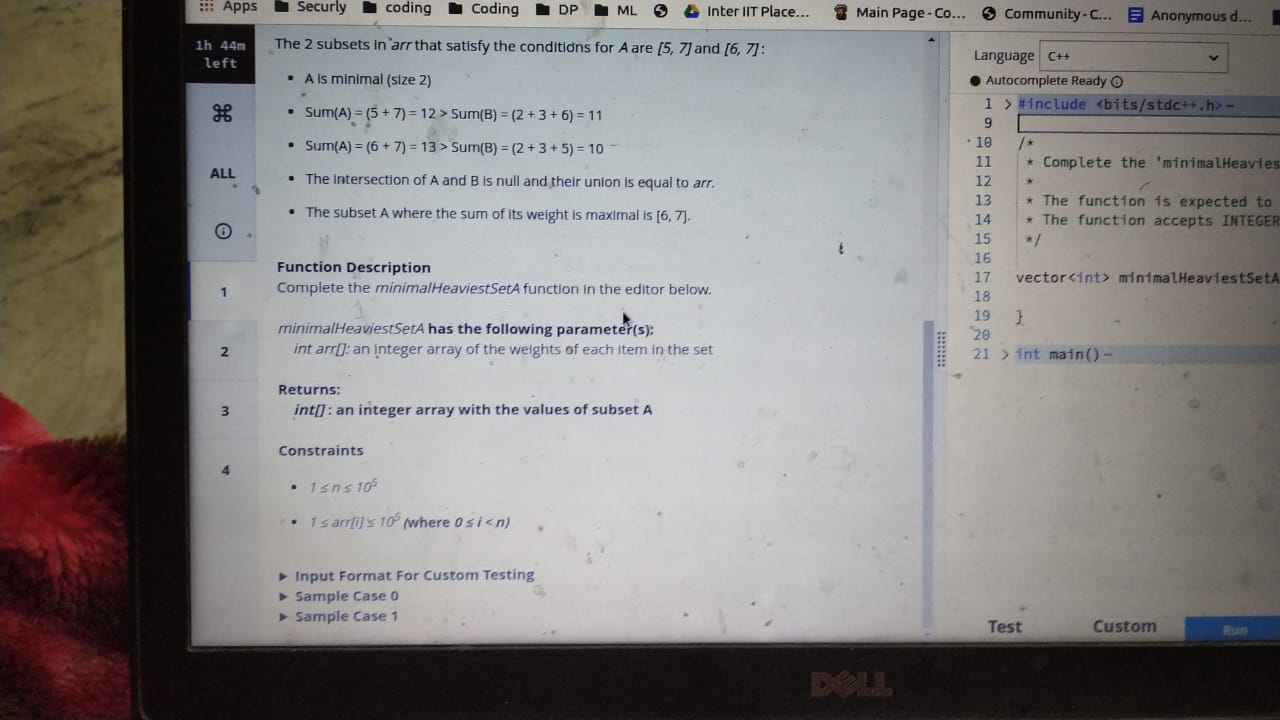 Apps Securly coding Coding DP ML Inter IIT Place... Main Page - Co... Community - C... Anonymous d...
1h 44m
left
ALL
1
2
3
4
The 2 subsets in arr that satisfy the conditions for A are [5, 7] and [6, 7] :
• A is minimal (size 2)
• Sum(A) = (5 + 7) = 12 > Sum(B) = (2 + 3 + 6) = 11
• Sum(A) = (6 + 7) = 13 > Sum(B) = (2 + 3 + 5) = 10
• The intersection of A and B is null and their union is equal to arr.
• The subset A where the sum of its weight is maximal is [6, 7].
Function Description
Complete the minimalHeaviestSetA function in the editor below.
minimalHeaviestSetA has the following parameter(s):
int arr[]: an integer array of the weights of each item in the set
Returns:
int[] : an integer array with the values of subset A
Constraints
• 1 ≤ n ≤ 10⁵
• 1 ≤ arr[i] ≤ 10⁵ (where 0 ≤ i < n)
▶ Input Format For Custom Testing
▶ Sample Case 0
▶ Sample Case 1
Language C++
Autocomplete Ready
1 > #include <bits/stdc++.h>
9
10 /*
11 * Complete the 'minimalHeavies
12 *
13 * The function is expected to
14 * The function accepts INTEGER
15 */
16
17 vector<int> minimalHeaviestSetA
18
19 }
20
21 > int main()
Test Custom Run
DELL